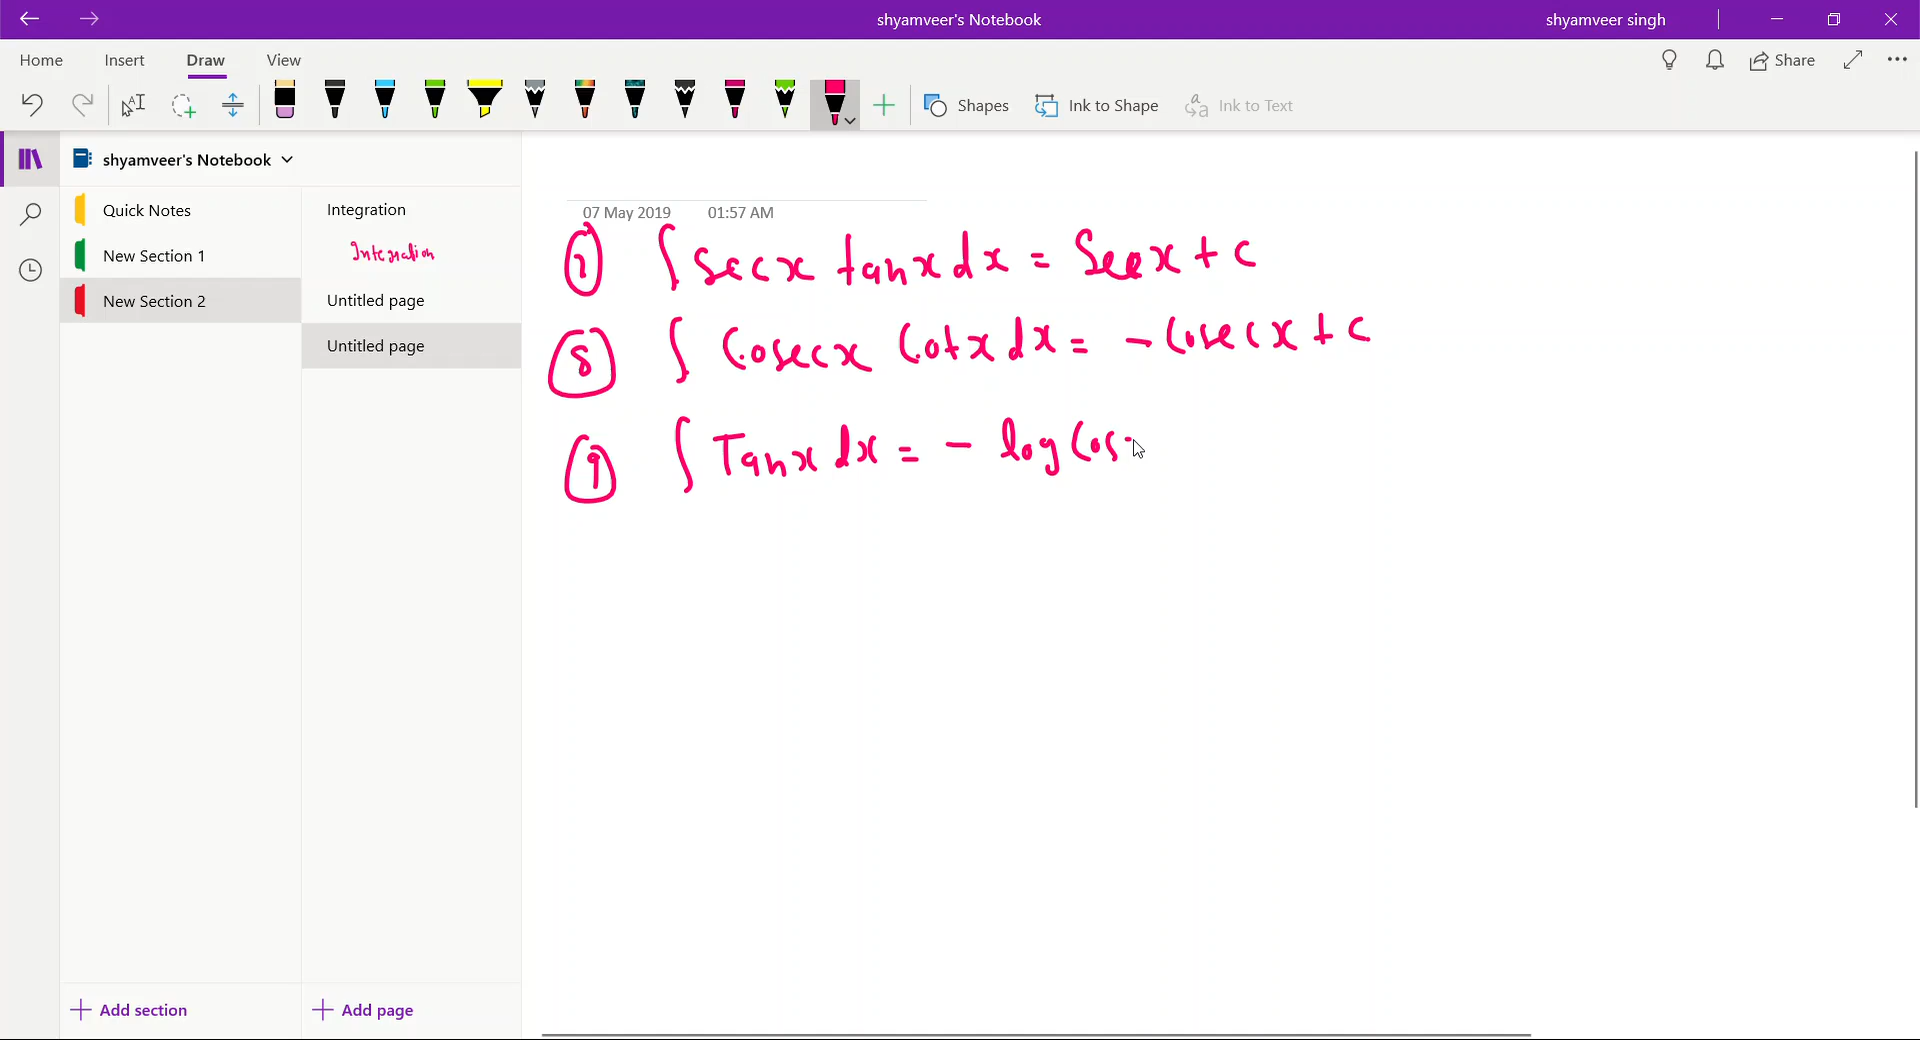 shyamveer's Notebook
shyamveer singh
Home Insert Draw View
Share
Shapes Ink to Shape Ink to Text
shyamveer's Notebook
Quick Notes
New Section 1
New Section 2
Integration
Integration
Untitled page
Untitled page
Add section
Add page
07 May 2019 01:57 AM
⑦ ∫ secx tanx dx = Secx + c
⑧ ∫ Cosecx Cotx dx = - Cosecx + c
⑨ ∫ Tanx dx = - log Cos